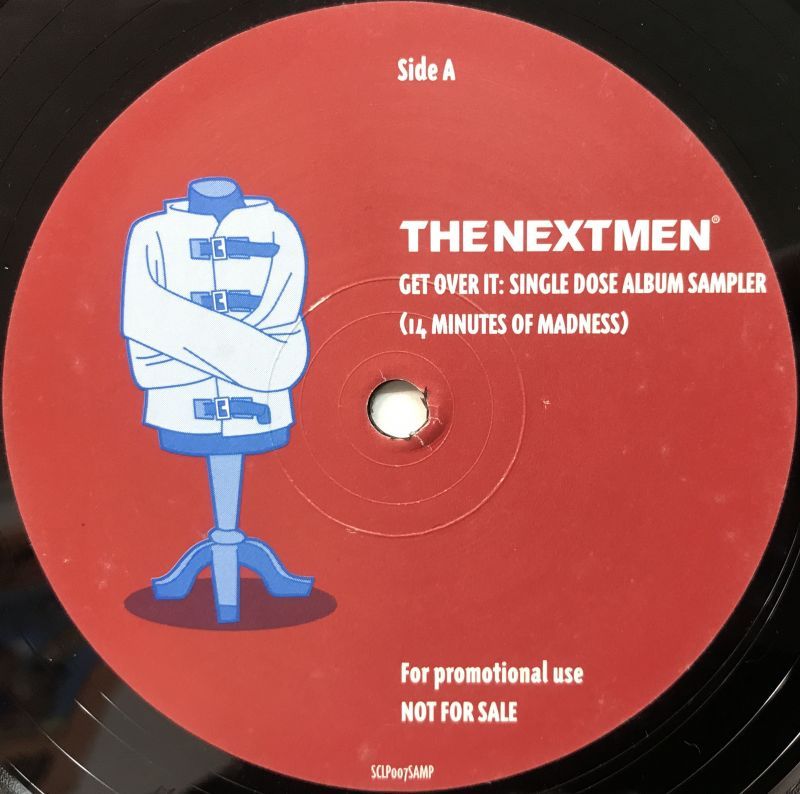 Side A
THE NEXTMEN®
GET OVER IT: SINGLE DOSE ALBUM SAMPLER
(14 MINUTES OF MADNESS)
For promotional use
NOT FOR SALE
SCLP007SAMP